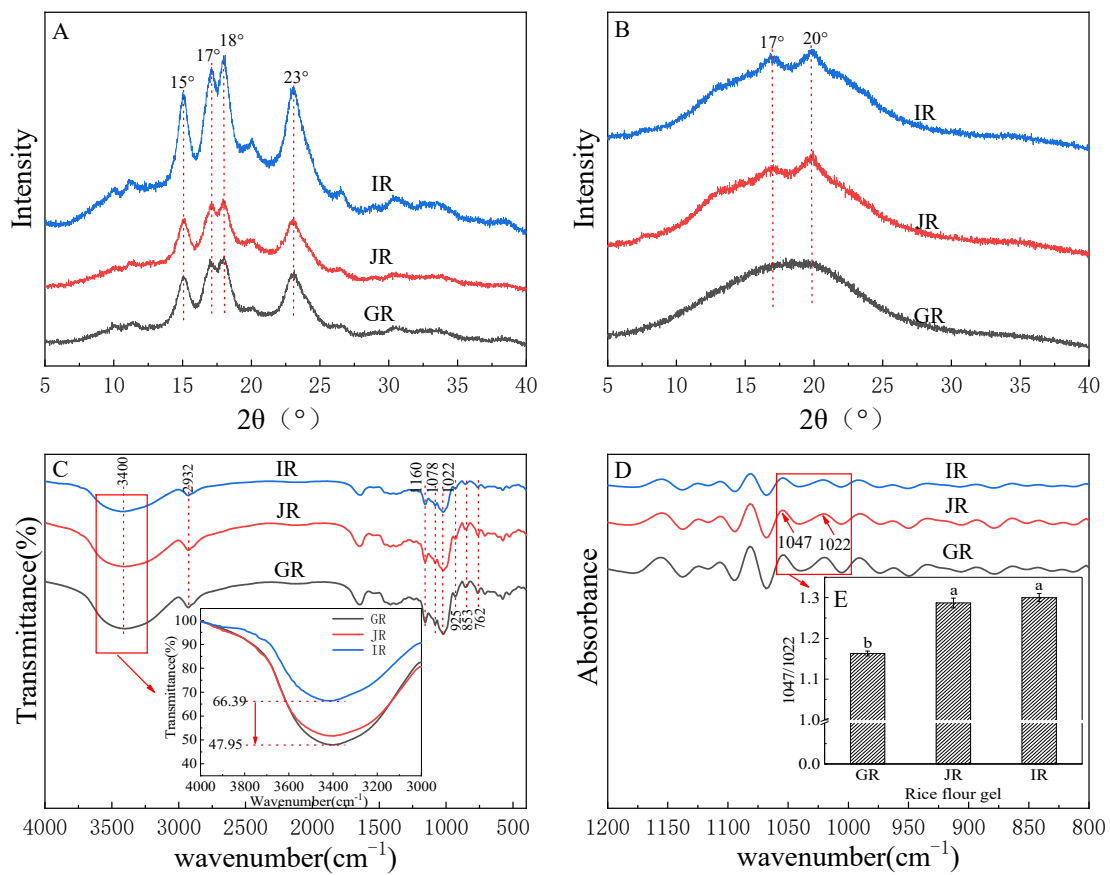 A
15°
17°
18°
23°
IR
JR
GR
Intensity
5
10
15
20
25
30
35
40
2θ（°）
B
17°
20°
IR
JR
GR
Intensity
5
10
15
20
25
30
35
40
2θ（°）
C
3400
2932
1160
1078
1022
IR
JR
GR
925
853
762
Transmittance(%)
GR
JR
IR
100
90
80
70
66.39
60
50
47.95
40
Transmittance(%)
4000
3800
3600
3400
3200
3000
Wavenumber(cm⁻¹)
4000
3500
3000
2500
2000
1500
1000
500
wavenumber(cm⁻¹)
D
IR
JR
1047
1022
GR
Absorbance
E
1.3
1.2
1.1
1.0
0.0
1047/1022
b
a
a
GR
JR
IR
Rice flour gel
1200
1150
1100
1050
1000
950
900
850
800
wavenumber(cm⁻¹)